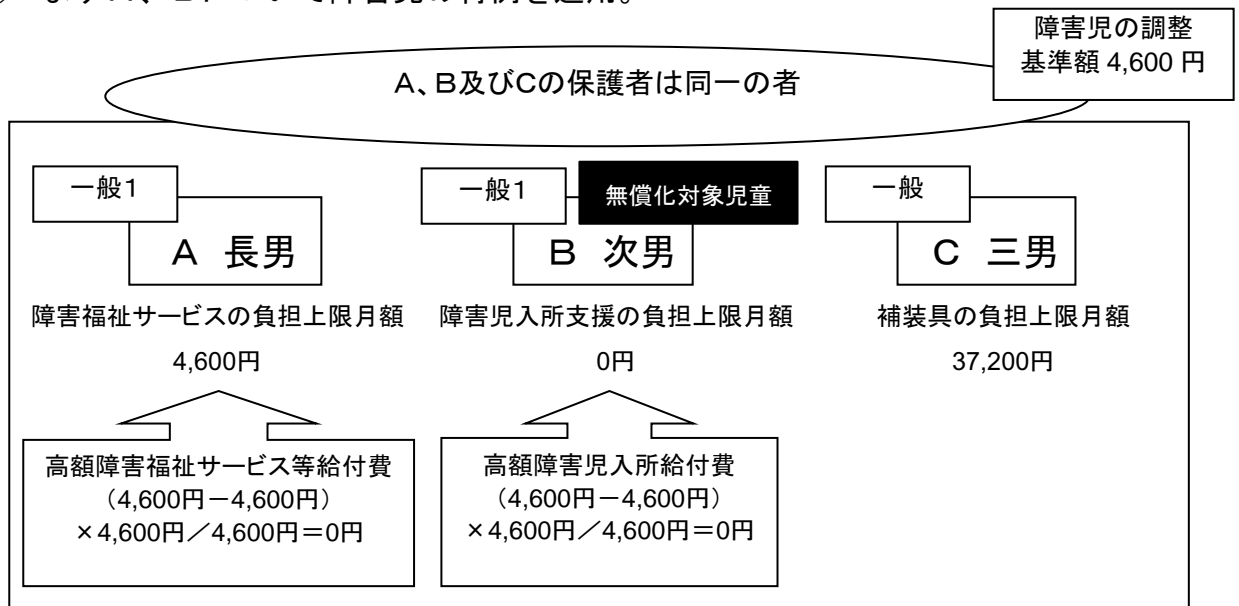 障害児の調整
基準額 4,600 円
A、B及びCの保護者は同一の者
一般1
A 長男
障害福祉サービスの負担上限月額
4,600円
高額障害福祉サービス等給付費
（4,600円－4,600円）
×4,600円／4,600円＝0円
一般1
無償化対象児童
B 次男
障害児入所支援の負担上限月額
0円
高額障害児入所給付費
（4,600円－4,600円）
×4,600円／4,600円＝0円
一般
C 三男
補装具の負担上限月額
37,200円